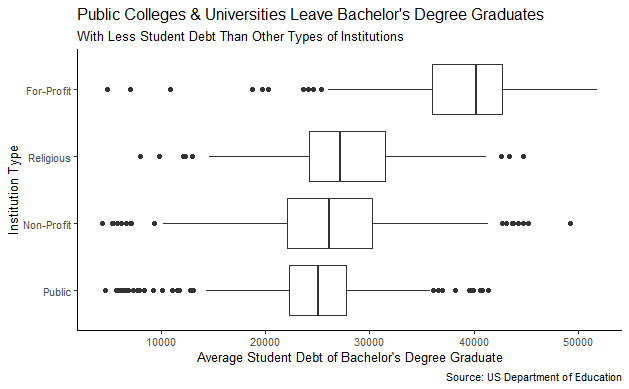 Public Colleges & Universities Leave Bachelor's Degree Graduates
With Less Student Debt Than Other Types of Institutions
Institution Type
For-Profit
Religious
Non-Profit
Public
10000 20000 30000 40000 50000
Average Student Debt of Bachelor's Degree Graduate
Source: US Department of Education